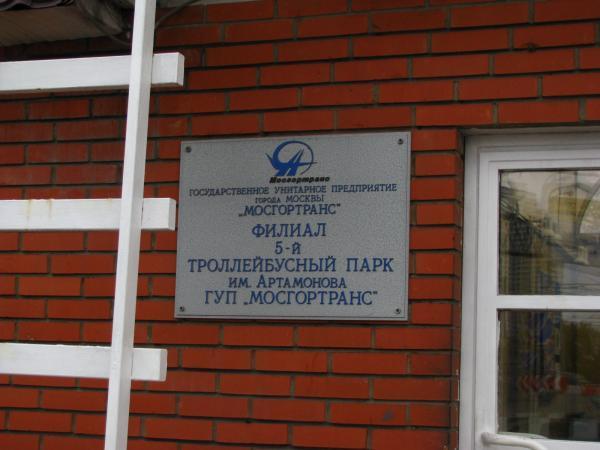 Мосгортранс
ГОСУДАРСТВЕННОЕ УНИТАРНОЕ ПРЕДПРИЯТИЕ
ГОРОДА МОСКВЫ
„МОСГОРТРАНС"
ФИЛИАЛ
5-й
ТРОЛЛЕЙБУСНЫЙ ПАРК
им. Артамонова
ГУП „МОСГОРТРАНС"